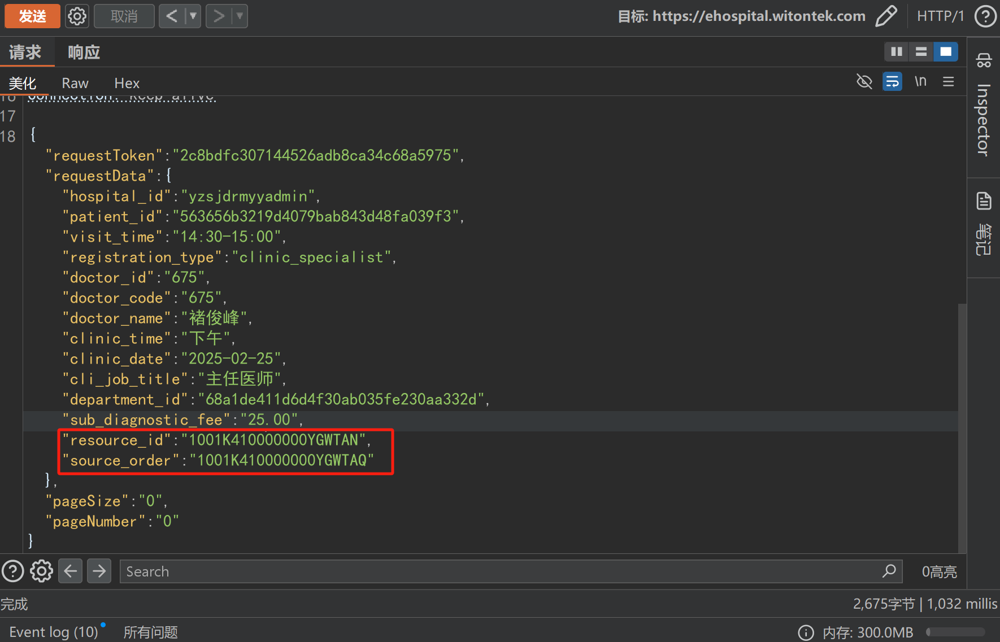 发送 取消 < > 目标: https://ehospital.witontek.com HTTP/1 ?
请求 响应
美化 Raw Hex \n
Inspector
笔记
16 Connection: keep-alive
17
18 {
"requestToken":"2c8bdfc307144526adb8ca34c68a5975",
"requestData":{
"hospital_id":"yzsjdrmyyadmin",
"patient_id":"563656b3219d4079bab843d48fa039f3",
"visit_time":"14:30-15:00",
"registration_type":"clinic_specialist",
"doctor_id":"675",
"doctor_code":"675",
"doctor_name":"褚俊峰",
"clinic_time":"下午",
"clinic_date":"2025-02-25",
"cli_job_title":"主任医师",
"department_id":"68a1de411d6d4f30ab035fe230aa332d",
"sub_diagnostic_fee":"25.00",
"resource_id":"1001K410000000YGWTAN",
"source_order":"1001K410000000YGWTAQ"
},
"pageSize":"0",
"pageNumber":"0"
}
Search 0高亮
完成 2,675字节 | 1,032 millis
Event log (10) 所有问题 内存: 300.0MB